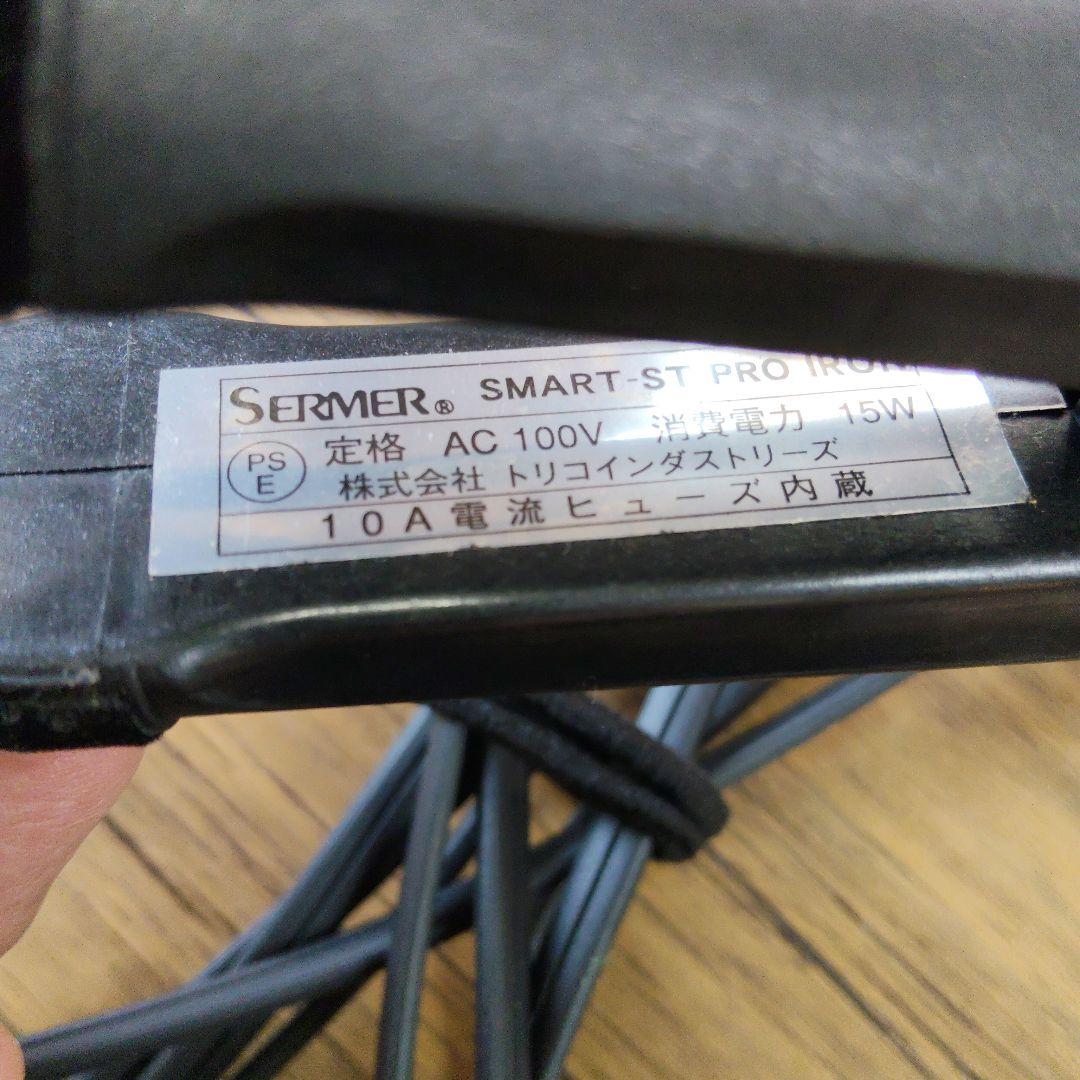 SERMER® SMART-ST PRO IRON
PSE 定格 AC 100V 消費電力 15W
株式会社 トリコインダストリーズ
10A電流ヒューズ内蔵